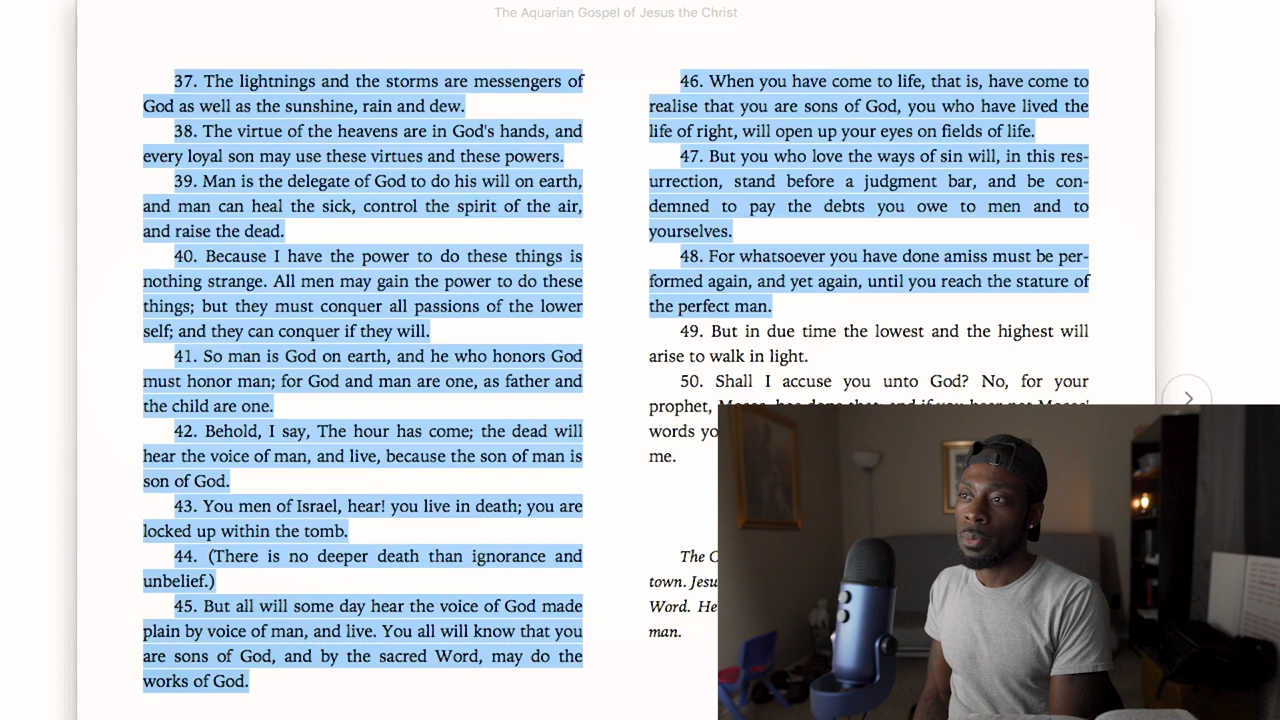 The Aquarian Gospel of Jesus the Christ
37. The lightnings and the storms are messengers of
God as well as the sunshine, rain and dew.
38. The virtue of the heavens are in God's hands, and
every loyal son may use these virtues and these powers.
39. Man is the delegate of God to do his will on earth,
and man can heal the sick, control the spirit of the air,
and raise the dead.
40. Because I have the power to do these things is
nothing strange. All men may gain the power to do these
things; but they must conquer all passions of the lower
self; and they can conquer if they will.
41. So man is God on earth, and he who honors God
must honor man; for God and man are one, as father and
the child are one.
42. Behold, I say, The hour has come; the dead will
hear the voice of man, and live, because the son of man is
son of God.
43. You men of Israel, hear! you live in death; you are
locked up within the tomb.
44. (There is no deeper death than ignorance and
unbelief.)
45. But all will some day hear the voice of God made
plain by voice of man, and live. You all will know that you
are sons of God, and by the sacred Word, may do the
works of God.
46. When you have come to life, that is, have come to
realise that you are sons of God, you who have lived the
life of right, will open up your eyes on fields of life.
47. But you who love the ways of sin will, in this res-
urrection, stand before a judgment bar, and be con-
demned to pay the debts you owe to men and to
yourselves.
48. For whatsoever you have done amiss must be per-
formed again, and yet again, until you reach the stature of
the perfect man.
49. But in due time the lowest and the highest will
arise to walk in light.
50. Shall I accuse you unto God? No, for your
prophet, Moses, has done that; and if you hear not Moses'
words yo
me.
The C
town. Jesu
Word. He
man.